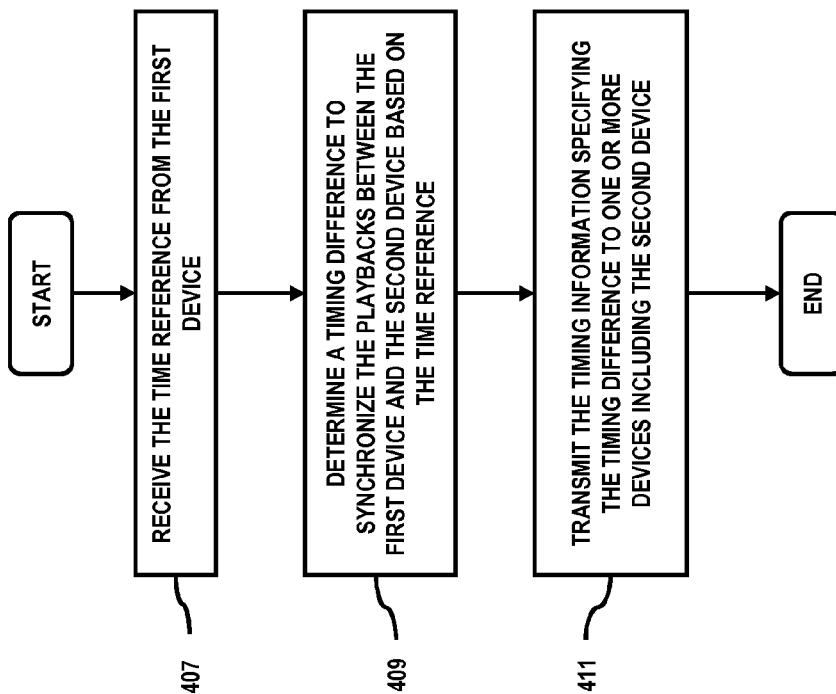 START
407
RECEIVE THE TIME REFERENCE FROM THE FIRST
DEVICE
409
DETERMINE A TIMING DIFFERENCE TO
SYNCHRONIZE THE PLAYBACKS BETWEEN THE
FIRST DEVICE AND THE SECOND DEVICE BASED ON
THE TIME REFERENCE
411
TRANSMIT THE TIMING INFORMATION SPECIFYING
THE TIMING DIFFERENCE TO ONE OR MORE
DEVICES INCLUDING THE SECOND DEVICE
END